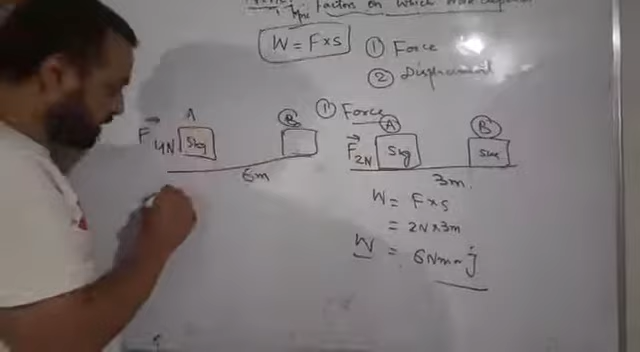 Factors on which work depends
W = F×s
① Force
② Displacement
A
F⃗ 4N
5kg
B
6m
① Force
A
F⃗ 2N
5kg
B
5kg
3m.
W = F×s
= 2N×3m
W = 6Nm or j